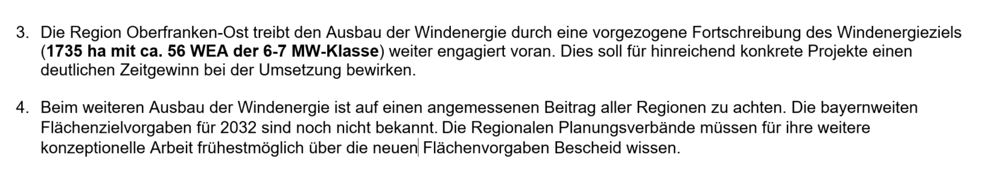 3. Die Region Oberfranken-Ost treibt den Ausbau der Windenergie durch eine vorgezogene Fortschreibung des Windenergieziels
(1735 ha mit ca. 56 WEA der 6-7 MW-Klasse) weiter engagiert voran. Dies soll für hinreichend konkrete Projekte einen
deutlichen Zeitgewinn bei der Umsetzung bewirken.
4. Beim weiteren Ausbau der Windenergie ist auf einen angemessenen Beitrag aller Regionen zu achten. Die bayernweiten
Flächenzielvorgaben für 2032 sind noch nicht bekannt. Die Regionalen Planungsverbände müssen für ihre weitere
konzeptionelle Arbeit frühestmöglich über die neuen Flächenvorgaben Bescheid wissen.